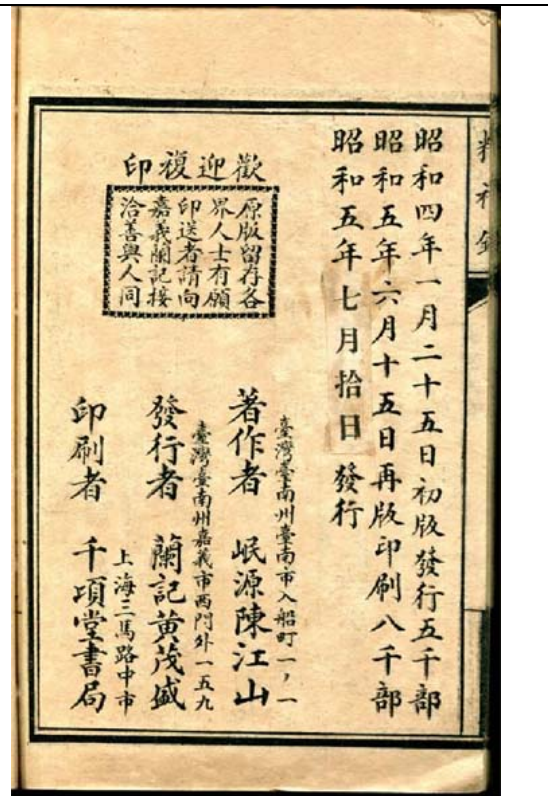 精神錄
昭和四年一月二十五日初版發行五千部
昭和五年六月十五日再版印刷八千部
昭和五年七月拾日發行
歡迎複印
原版留存各
界人士有願
印送者請向
嘉義蘭記接
洽善與人同
臺灣臺南州臺南市入船町一ノ一
著作者 岷源陳江山
臺灣臺南州嘉義市西門外一五九
發行者 蘭記黃茂盛
上海三馬路中市
印刷者 千頃堂書局